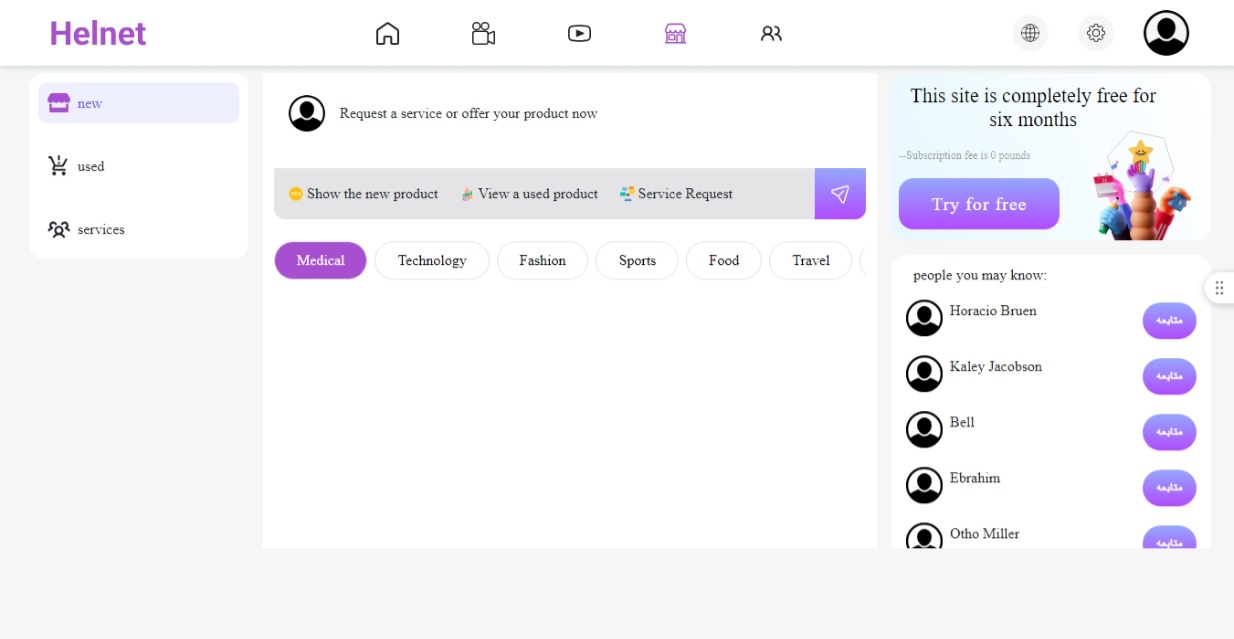 Helnet
new
used
services
Request a service or offer your product now
Show the new product View a used product Service Request
Medical Technology Fashion Sports Food Travel
This site is completely free for
six months
--Subscription fee is 0 pounds
Try for free
people you may know:
Horacio Bruen
متابعة
Kaley Jacobson
متابعة
Bell
متابعة
Ebrahim
متابعة
Otho Miller
متابعة